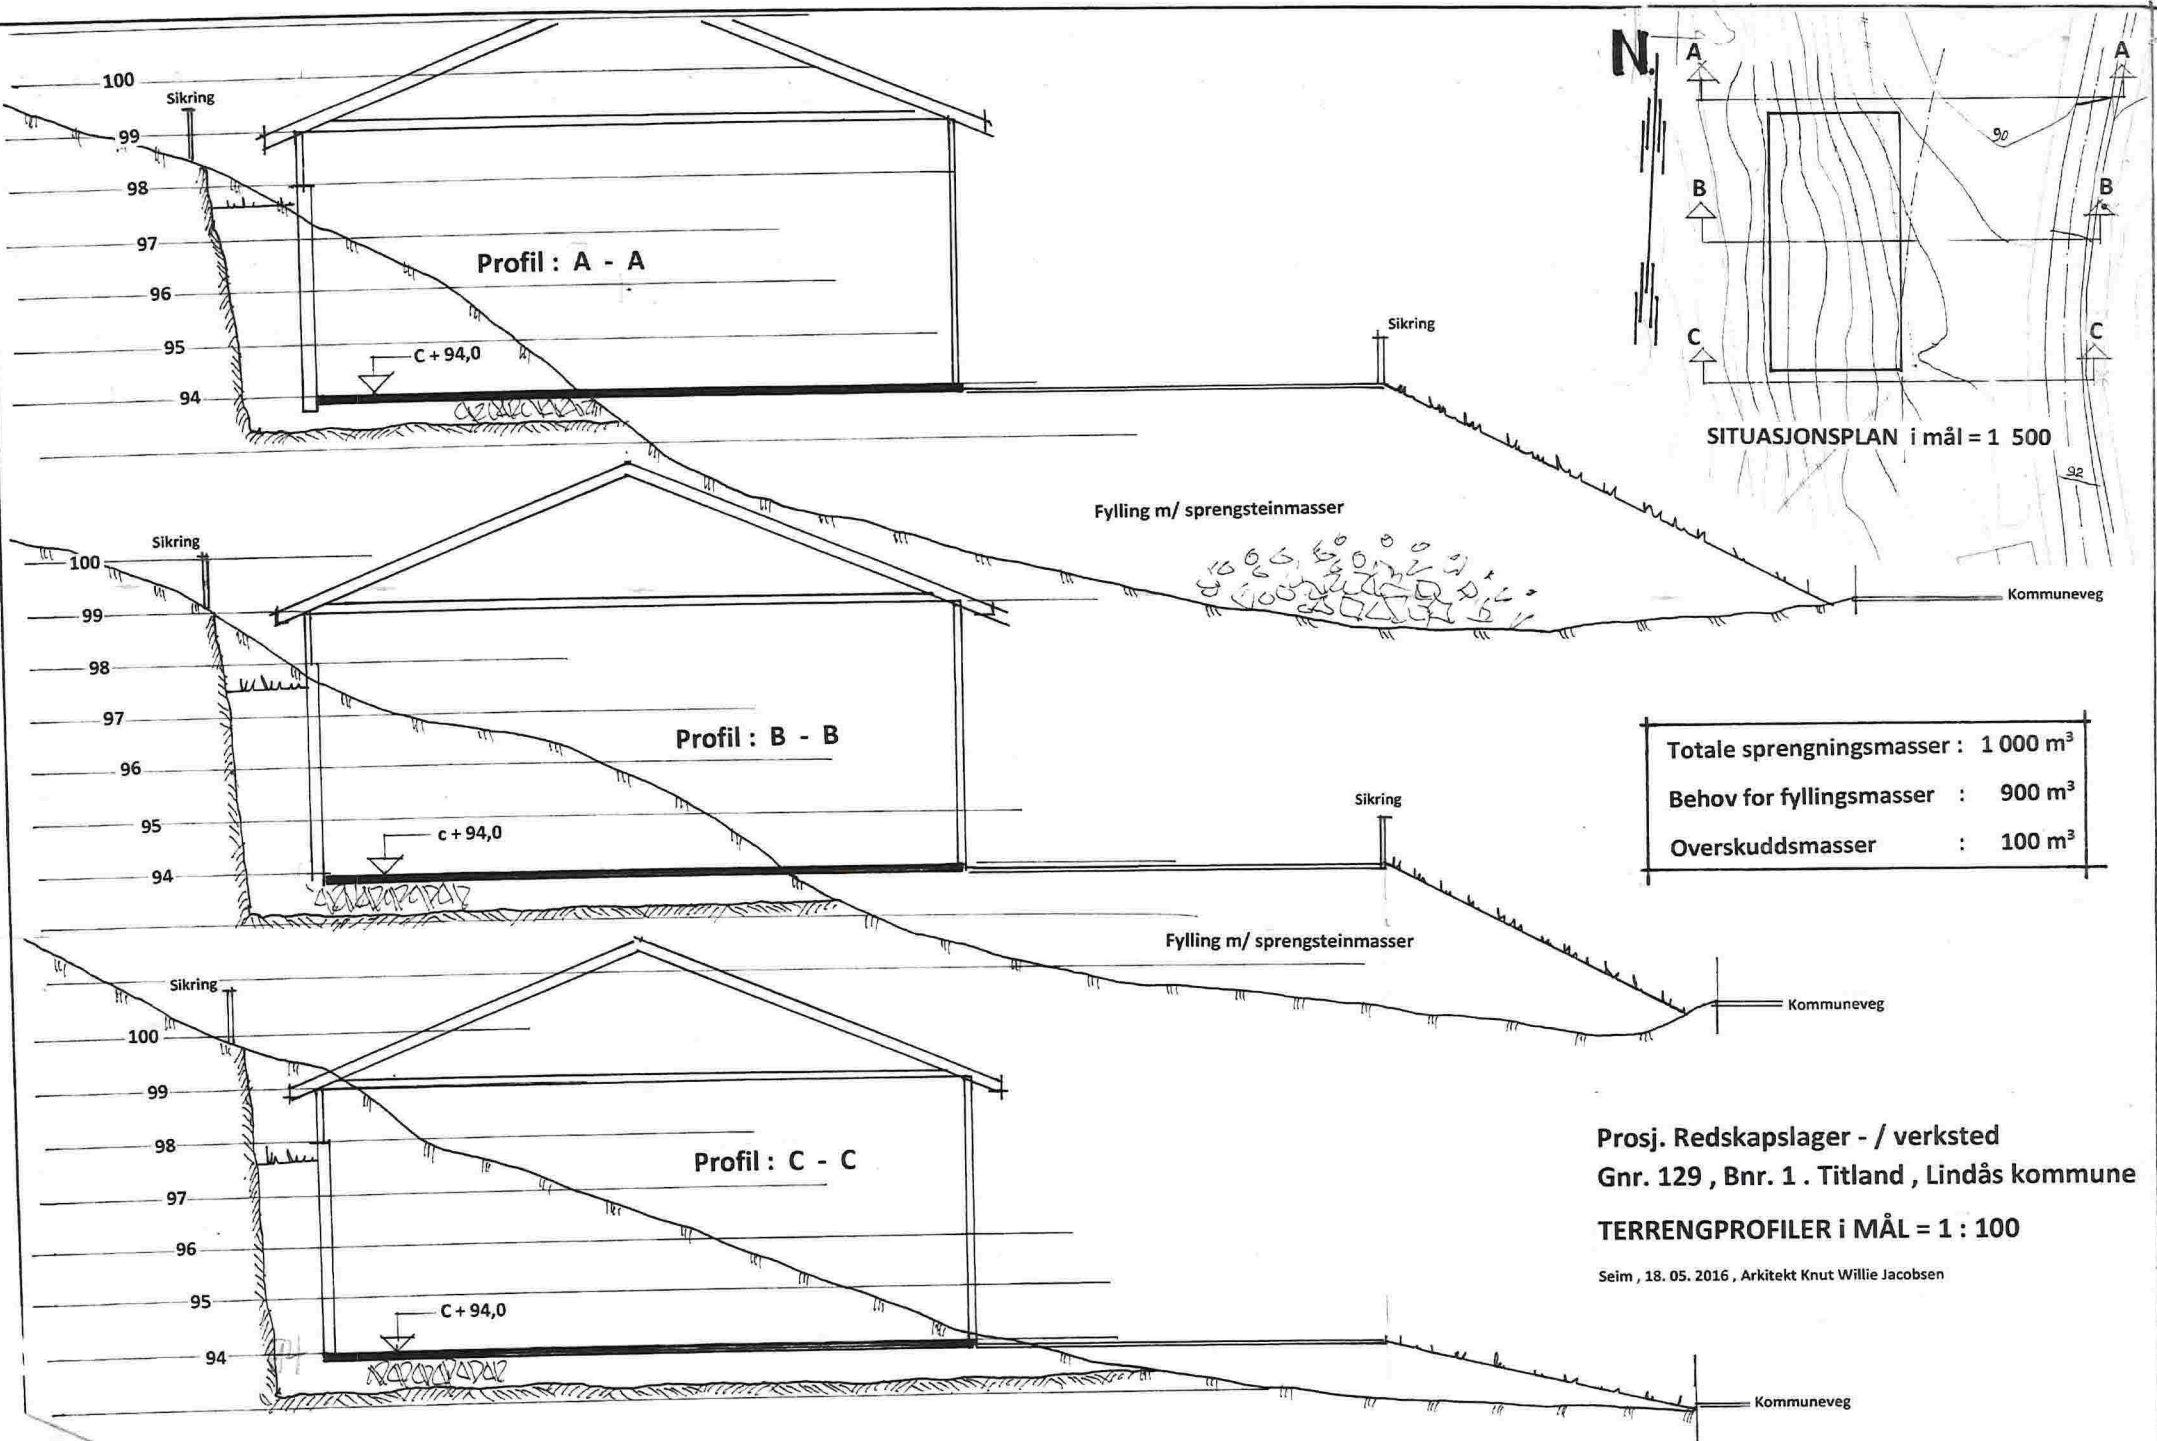 100
Sikring
99
98
97
Profil : A - A
96
95
C + 94,0
94
Sikring
Fylling m/ sprengsteinmasser
Kommuneveg
N.
A
A
90
B
B
C
C
SITUASJONSPLAN i mål = 1 500
92
Sikring
100
99
98
97
Profil : B - B
96
95
c + 94,0
94
Sikring
Fylling m/ sprengsteinmasser
Kommuneveg
Totale sprengningsmasser : 1 000 m³
Behov for fyllingsmasser : 900 m³
Overskuddsmasser : 100 m³
Sikring
100
99
98
Profil : C - C
97
96
95
C + 94,0
94
Kommuneveg
Prosj. Redskapslager - / verksted
Gnr. 129 , Bnr. 1 . Titland , Lindås kommune
TERRENGPROFILER i MÅL = 1 : 100
Seim , 18. 05. 2016 , Arkitekt Knut Willie Jacobsen